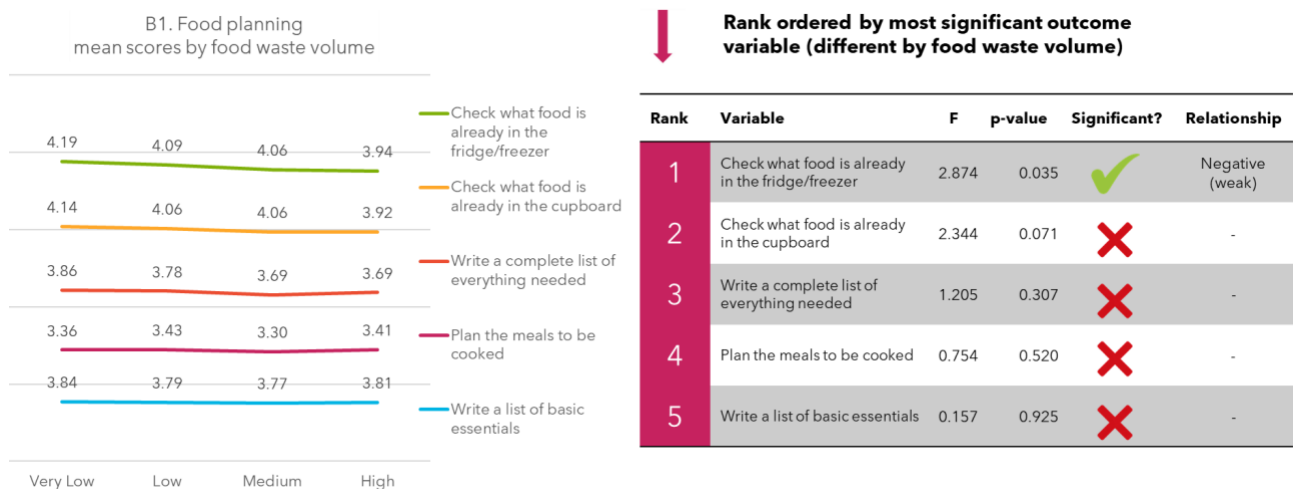 B1. Food planning
mean scores by food waste volume
4.19 4.09 4.06 3.94
4.14 4.06 4.06 3.92
3.86 3.78 3.69 3.69
3.36 3.43 3.30 3.41
3.84 3.79 3.77 3.81
Very Low Low Medium High
Check what food is
already in the
fridge/freezer
Check what food is
already in the cupboard
Write a complete list of
everything needed
Plan the meals to be
cooked
Write a list of basic
essentials
Rank ordered by most significant outcome
variable (different by food waste volume)
Rank Variable F p-value Significant? Relationship
1 Check what food is already
in the fridge/freezer 2.874 0.035 Negative
(weak)
2 Check what food is already
in the cupboard 2.344 0.071 -
3 Write a complete list of
everything needed 1.205 0.307 -
4 Plan the meals to be cooked 0.754 0.520 -
5 Write a list of basic essentials 0.157 0.925 -